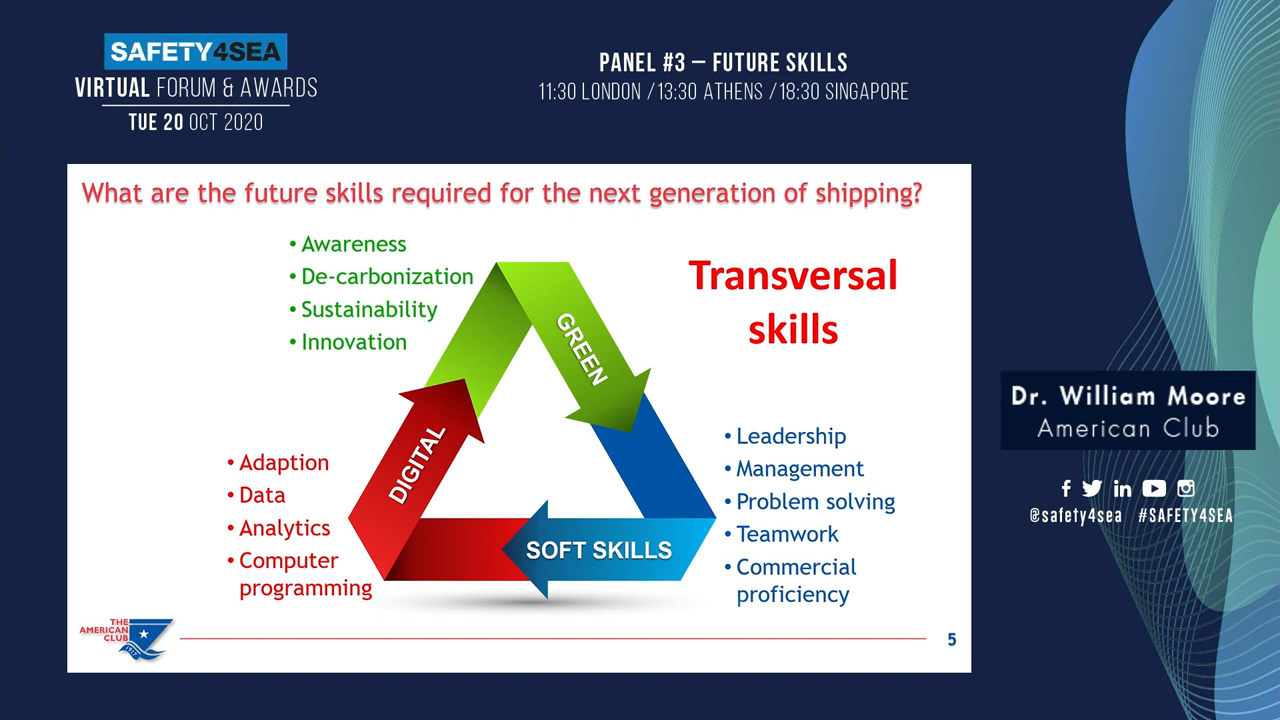 SAFETY4SEA
VIRTUAL FORUM & AWARDS
TUE 20 OCT 2020
PANEL #3 – FUTURE SKILLS
11:30 LONDON / 13:30 ATHENS / 18:30 SINGAPORE
What are the future skills required for the next generation of shipping?
• Awareness
• De-carbonization
• Sustainability
• Innovation
Transversal
skills
GREEN
DIGITAL
SOFT SKILLS
• Adaption
• Data
• Analytics
• Computer
programming
• Leadership
• Management
• Problem solving
• Teamwork
• Commercial
proficiency
THE
AMERICAN
CLUB
1917
5
Dr. William Moore
American Club
@safety4sea #SAFETY4SEA